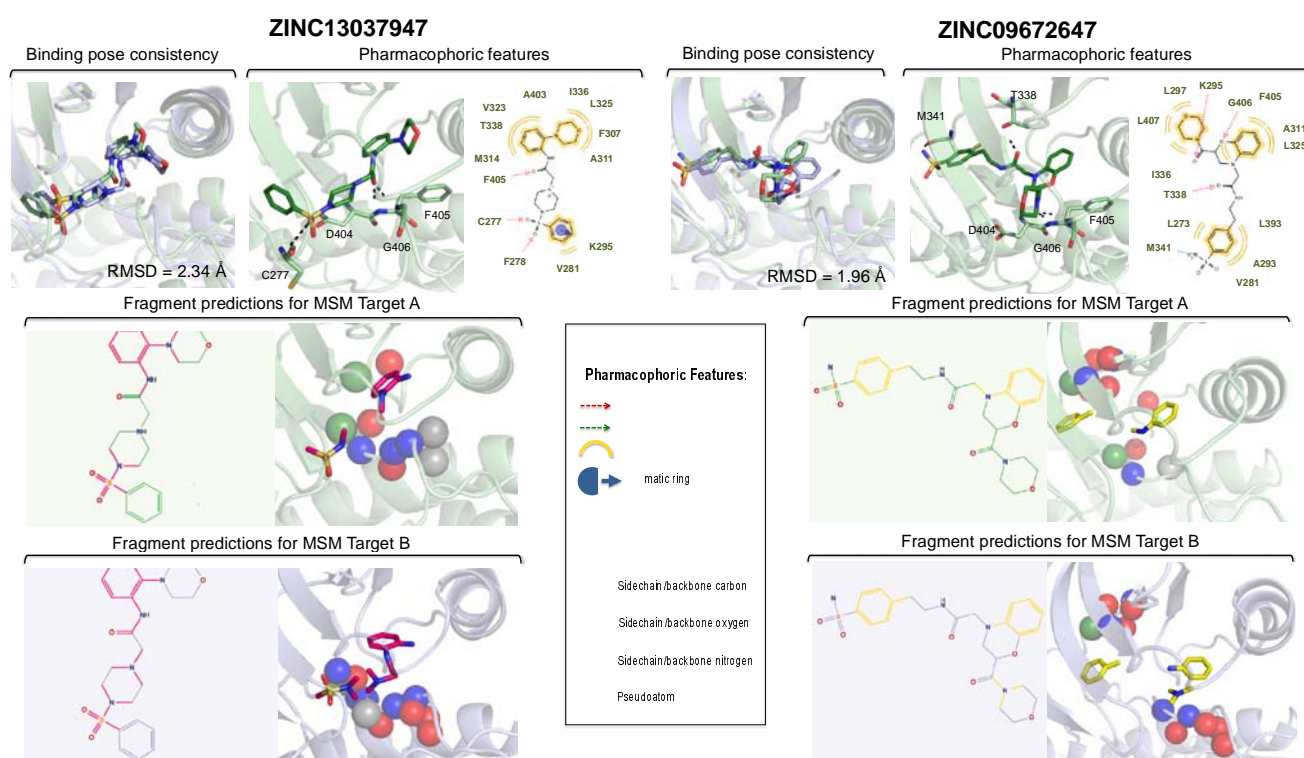 ZINC13037947
Binding pose consistency
Pharmacophoric features
RMSD = 2.34 Å
C277
D404
G406
F405
V323
A403
I336
L325
T338
F307
M314
A311
F405
C277
K295
F278
V281
ZINC09672647
Binding pose consistency
Pharmacophoric features
RMSD = 1.96 Å
M341
T338
D404
G406
F405
L297
K295
F405
G406
L407
A311
L325
I336
T338
L273
L393
M341
A293
V281
Fragment predictions for MSM Target A
N
O
NH
O
NH
N
O
S
O
Fragment predictions for MSM Target B
N
O
NH
O
N
N
O
S
O
Pharmacophoric Features:
matic ring
Sidechain/backbone carbon
Sidechain/backbone oxygen
Sidechain/backbone nitrogen
Pseudoatom
Fragment predictions for MSM Target A
N
O
S
O
H
N
O
N
O
O
N
O
Fragment predictions for MSM Target B
N
O
S
O
H
N
O
N
O
O
N
O